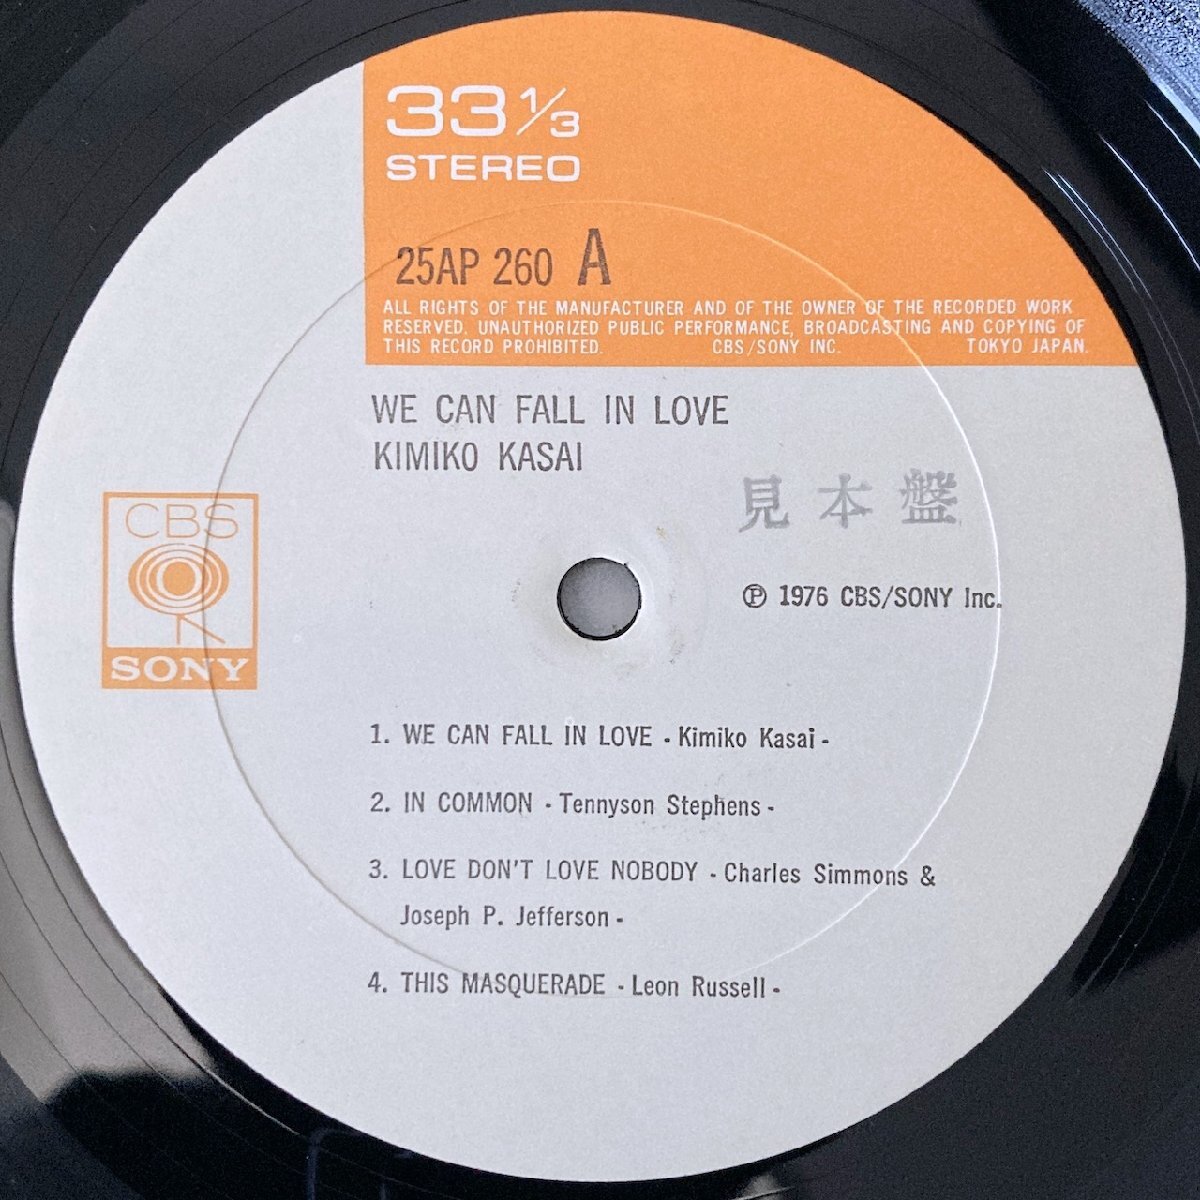 33 1/3
STEREO
25AP 260 A
ALL RIGHTS OF THE MANUFACTURER AND OF THE OWNER OF THE RECORDED WORK
RESERVED. UNAUTHORIZED PUBLIC PERFORMANCE, BROADCASTING AND COPYING OF
THIS RECORD PROHIBITED. CBS/SONY INC. TOKYO JAPAN.
WE CAN FALL IN LOVE
KIMIKO KASAI
見本盤
CBS
SONY
℗ 1976 CBS/SONY Inc.
1. WE CAN FALL IN LOVE - Kimiko Kasai -
2. IN COMMON - Tennyson Stephens -
3. LOVE DON'T LOVE NOBODY - Charles Simmons &
Joseph P. Jefferson -
4. THIS MASQUERADE - Leon Russell -